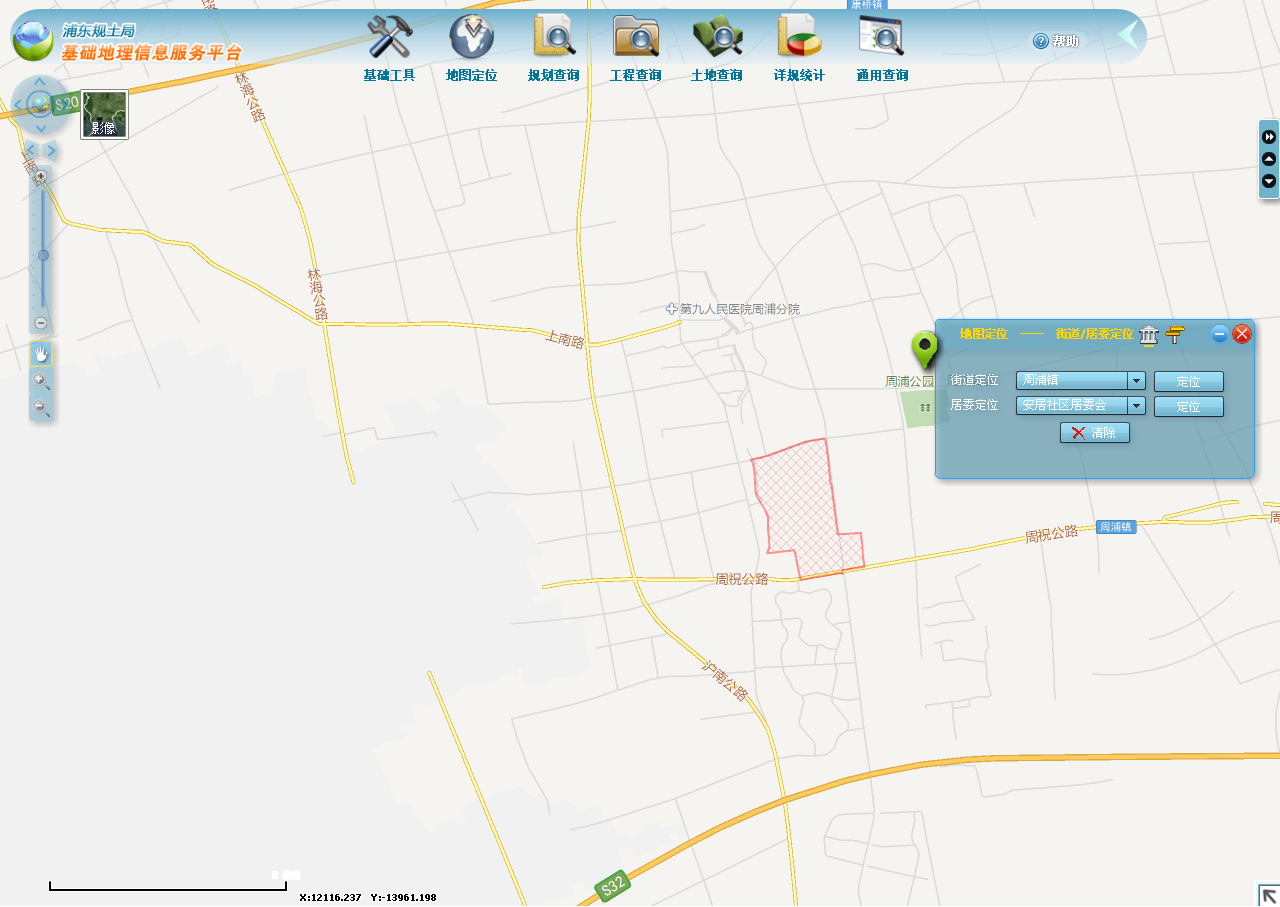 康桥镇
浦东规土局
基础地理信息服务平台
基础工具
地图定位
规划查询
工程查询
土地查询
详规统计
通用查询
帮助
S20
影像
林海公路
上南路
林海公路
上南路
第九人民医院周浦分院
周浦公园
地图定位
街道/居委定位
街道定位
周浦镇
定位
居委定位
安居社区居委会
定位
清除
周祝公路
周浦镇
周
周祝公路
沪南公路
S32
X:12116.237 Y:-13961.198